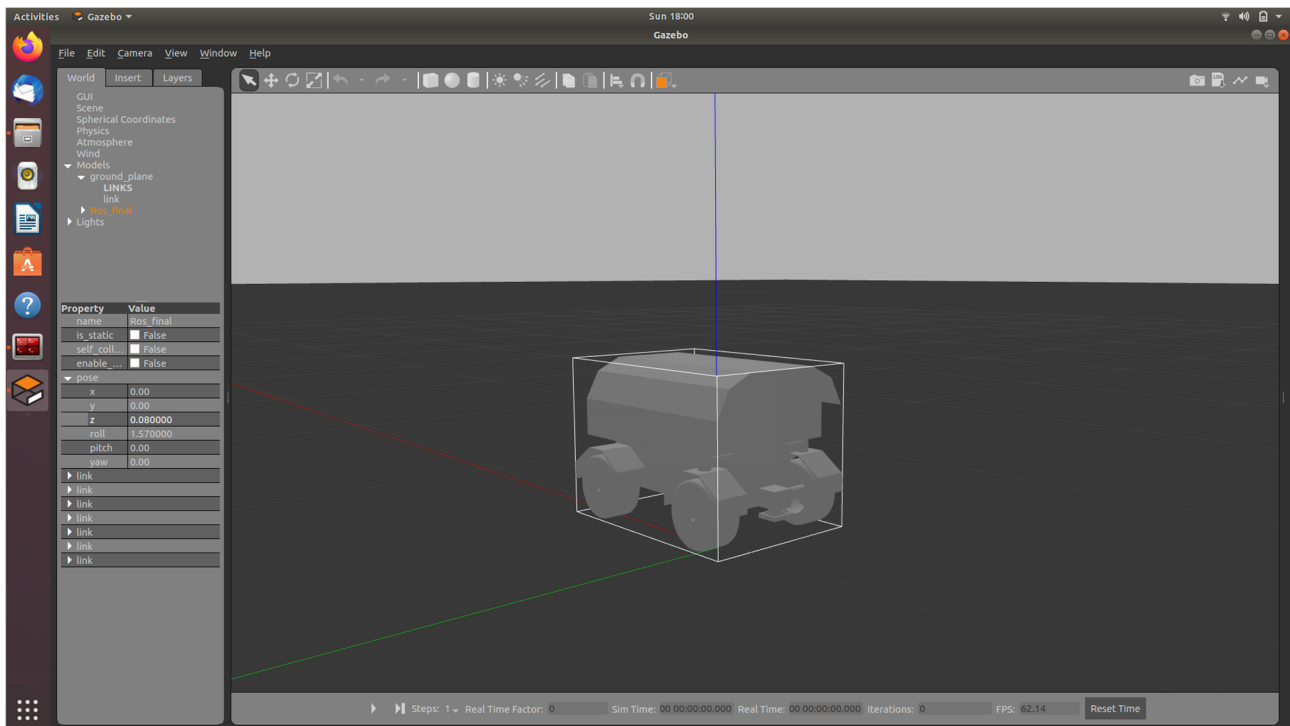 Activities Gazebo Sun 18:00
Gazebo
File Edit Camera View Window Help
World Insert Layers
GUI
Scene
Spherical Coordinates
Physics
Atmosphere
Wind
Models
ground_plane
LINKS
link
Ros_final
Lights
Property Value
name Ros_final
is_static False
self_coll... False
enable_... False
pose
x 0.00
y 0.00
z 0.080000
roll 1.570000
pitch 0.00
yaw 0.00
link
link
link
link
link
link
link
Steps: 1 Real Time Factor: 0 Sim Time: 00 00:00:00.000 Real Time: 00 00:00:00.000 Iterations: 0 FPS: 62.14 Reset Time